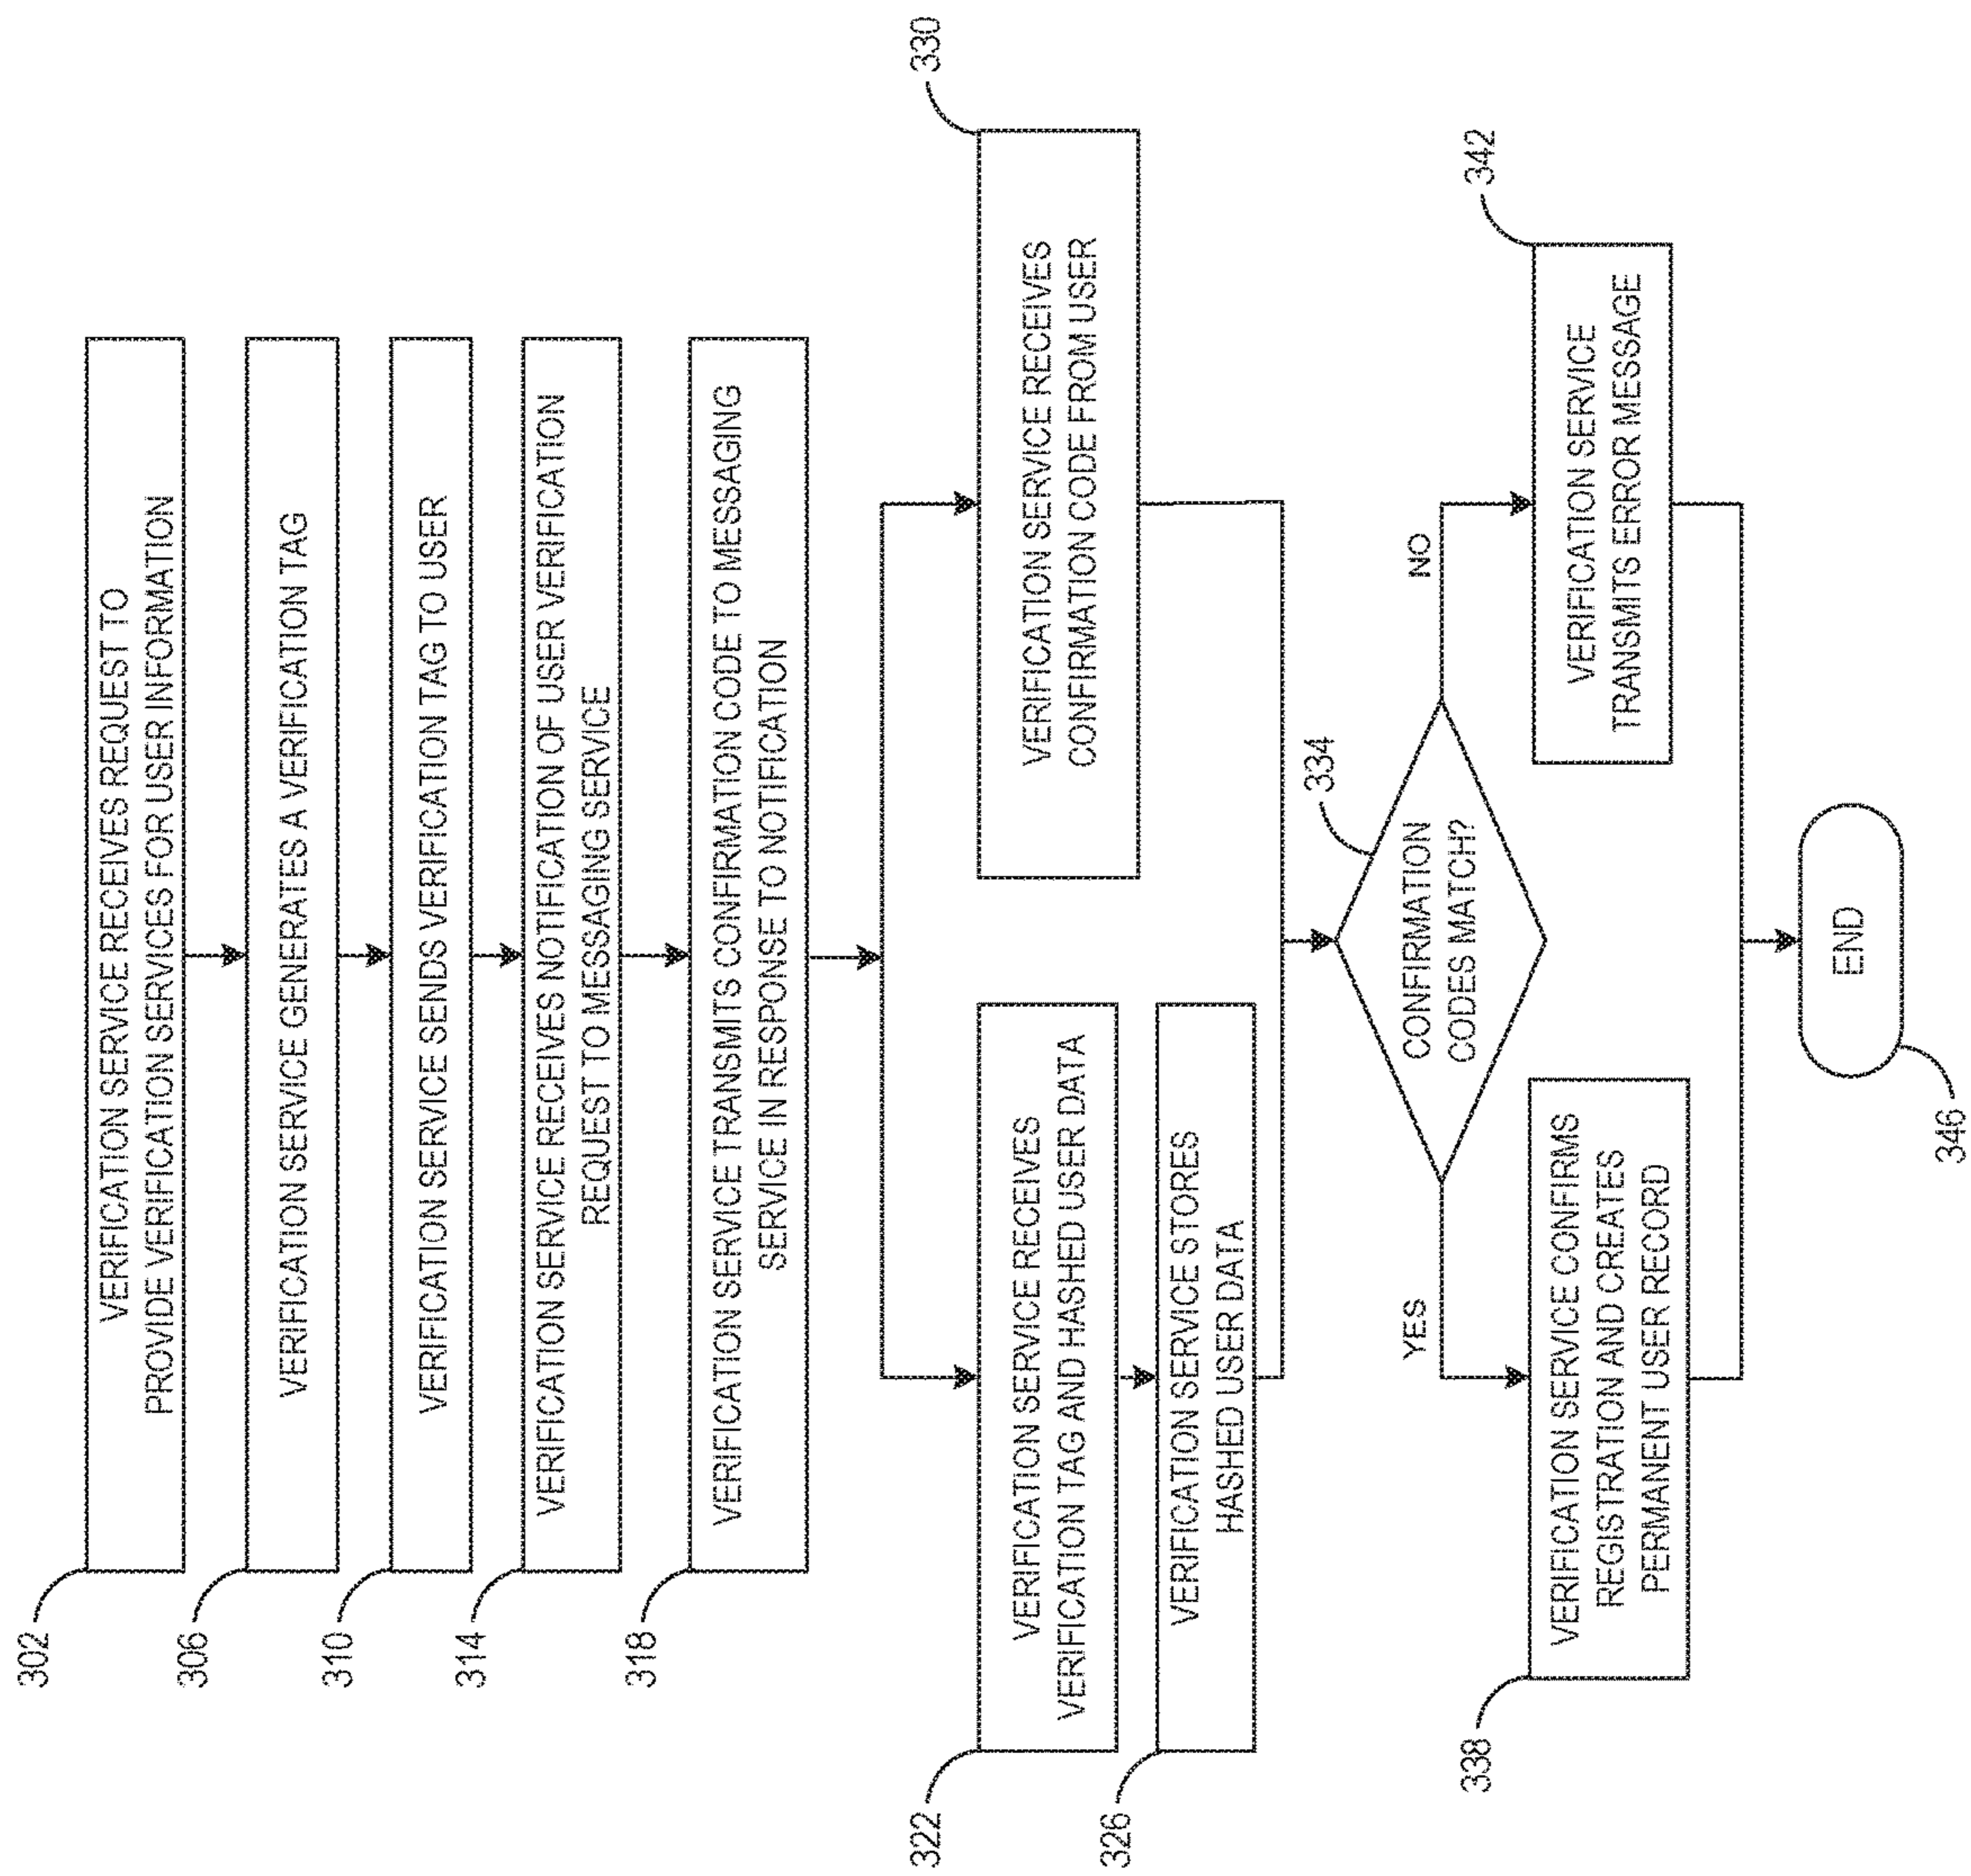 302
VERIFICATION SERVICE RECEIVES REQUEST TO
PROVIDE VERIFICATION SERVICES FOR USER INFORMATION
306
VERIFICATION SERVICE GENERATES A VERIFICATION TAG
310
VERIFICATION SERVICE SENDS VERIFICATION TAG TO USER
314
VERIFICATION SERVICE RECEIVES NOTIFICATION OF USER VERIFICATION
REQUEST TO MESSAGING SERVICE
318
VERIFICATION SERVICE TRANSMITS CONFIRMATION CODE TO MESSAGING
SERVICE IN RESPONSE TO NOTIFICATION
322
VERIFICATION SERVICE RECEIVES
VERIFICATION TAG AND HASHED USER DATA
326
VERIFICATION SERVICE STORES
HASHED USER DATA
330
VERIFICATION SERVICE RECEIVES
CONFIRMATION CODE FROM USER
334
CONFIRMATION
CODES MATCH?
YES
NO
338
VERIFICATION SERVICE CONFIRMS
REGISTRATION AND CREATES
PERMANENT USER RECORD
342
VERIFICATION SERVICE
TRANSMITS ERROR MESSAGE
END
346